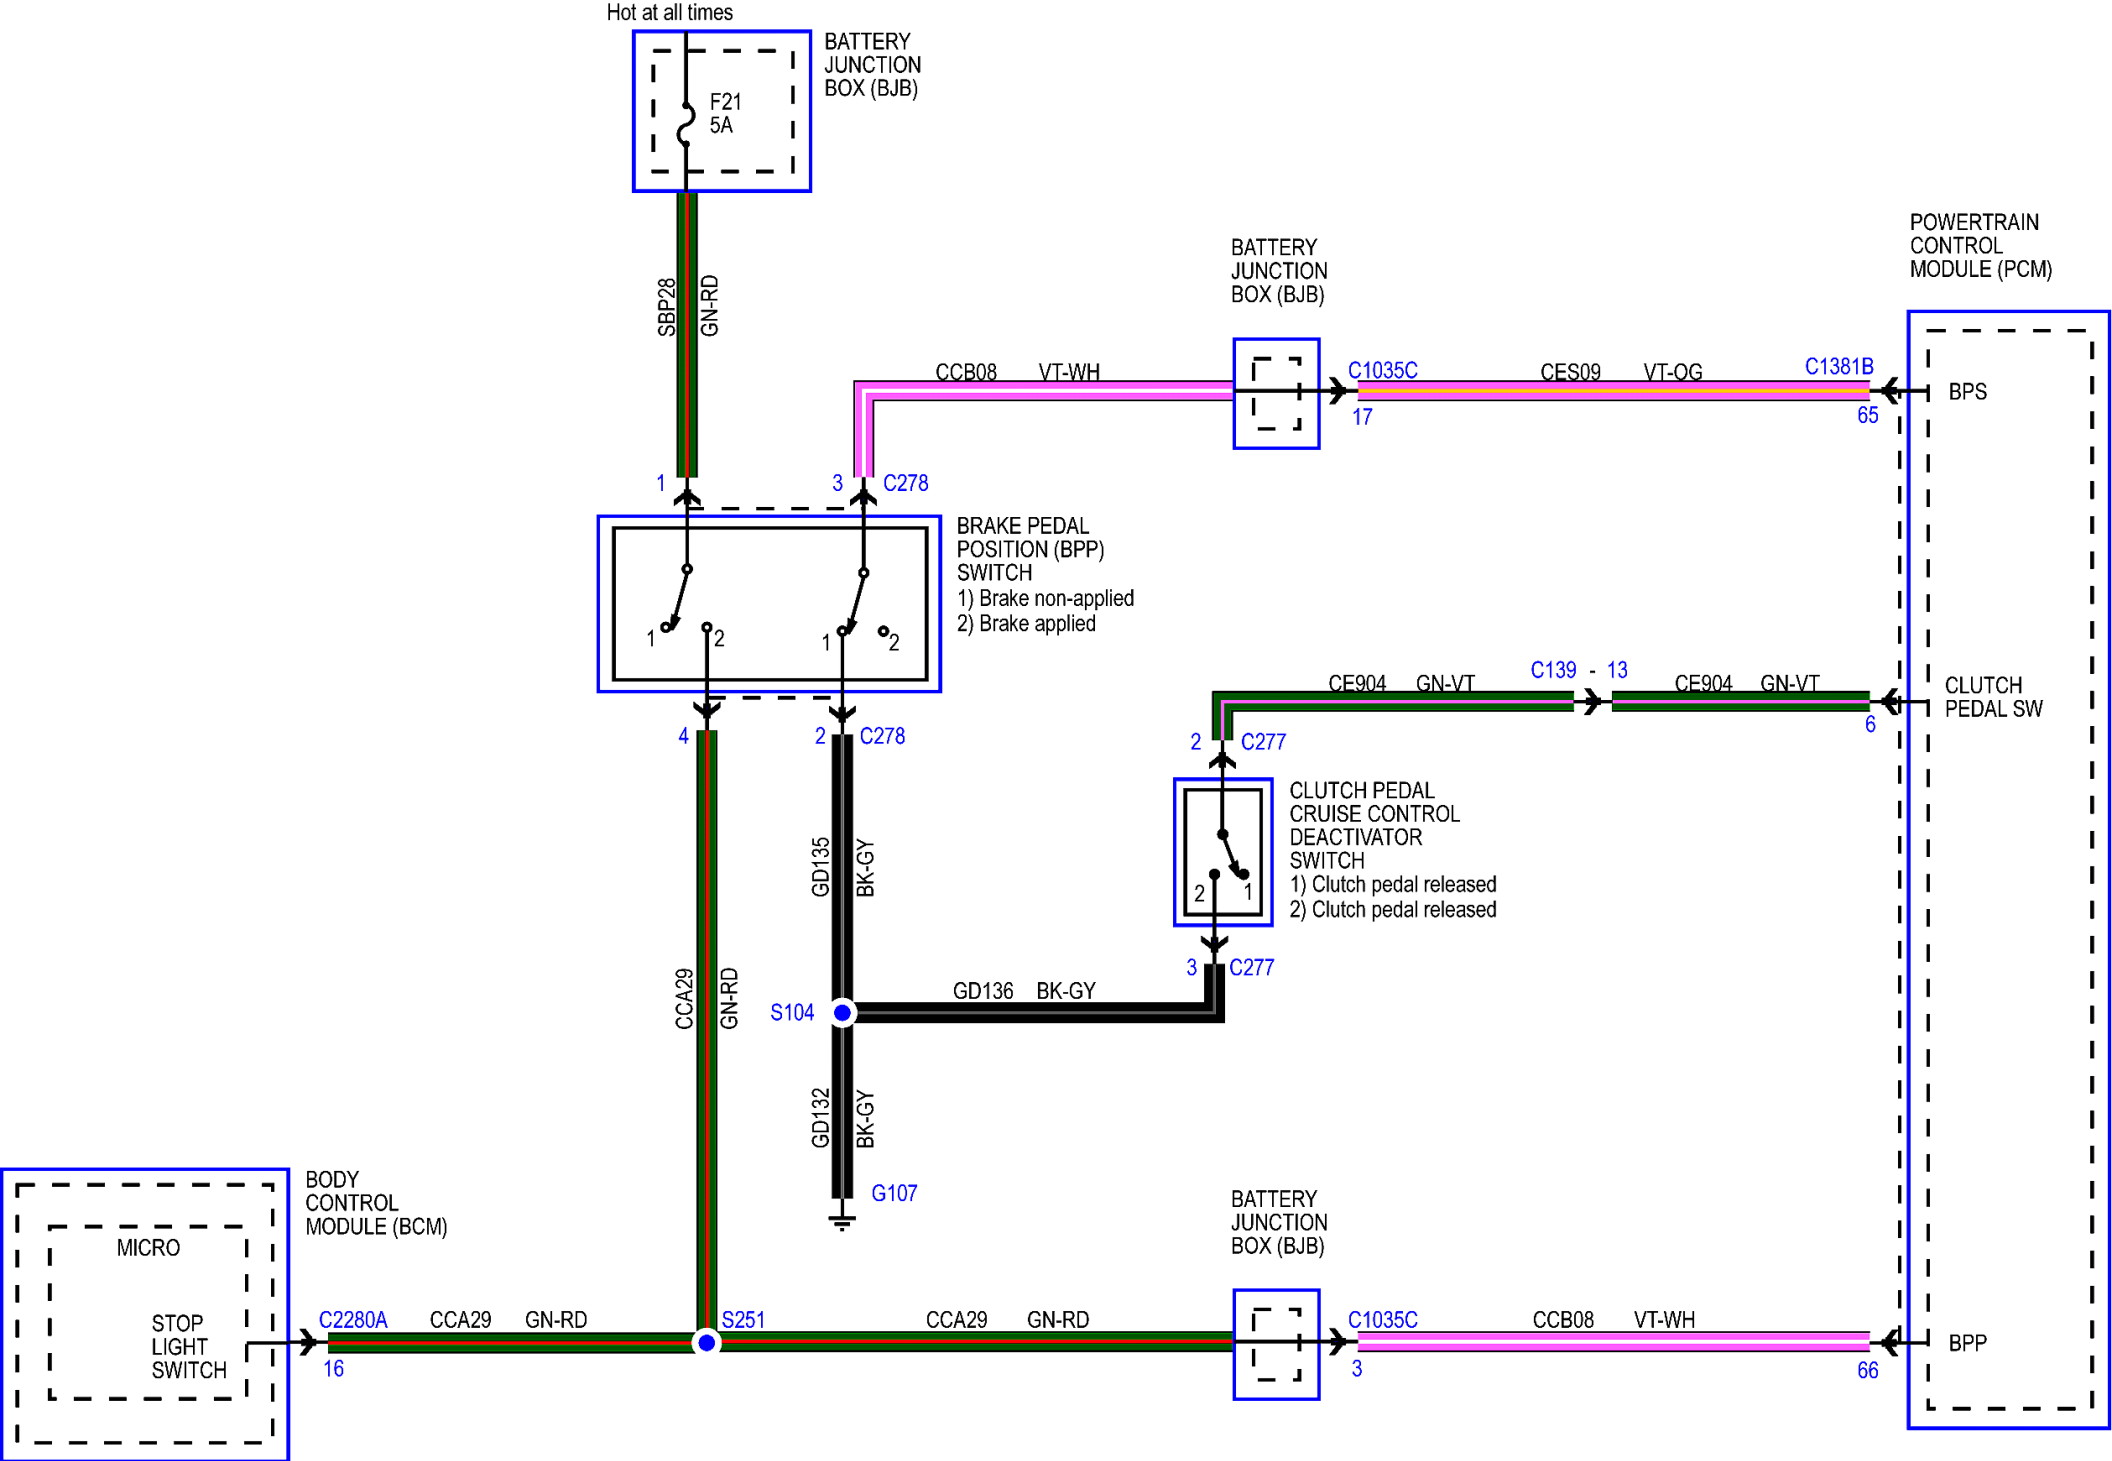 Hot at all times
BATTERY
JUNCTION
BOX (BJB)
F21
5A
SBP28
GN-RD
BATTERY
JUNCTION
BOX (BJB)
POWERTRAIN
CONTROL
MODULE (PCM)
CCB08 VT-WH
C1035C
17
CES09 VT-OG
C1381B
65
BPS
1
3 C278
BRAKE PEDAL
POSITION (BPP)
SWITCH
1) Brake non-applied
2) Brake applied
1 2
1 2
4
2 C278
C139 - 13
CE904 GN-VT
CE904 GN-VT
6
CLUTCH
PEDAL SW
2 C277
CLUTCH PEDAL
CRUISE CONTROL
DEACTIVATOR
SWITCH
1) Clutch pedal released
2) Clutch pedal released
2 1
3 C277
GD135
BK-GY
CCA29
GN-RD
GD136 BK-GY
S104
GD132
BK-GY
G107
BODY
CONTROL
MODULE (BCM)
MICRO
STOP
LIGHT
SWITCH
C2280A
16
CCA29 GN-RD
S251
CCA29 GN-RD
BATTERY
JUNCTION
BOX (BJB)
C1035C
3
CCB08 VT-WH
66
BPP